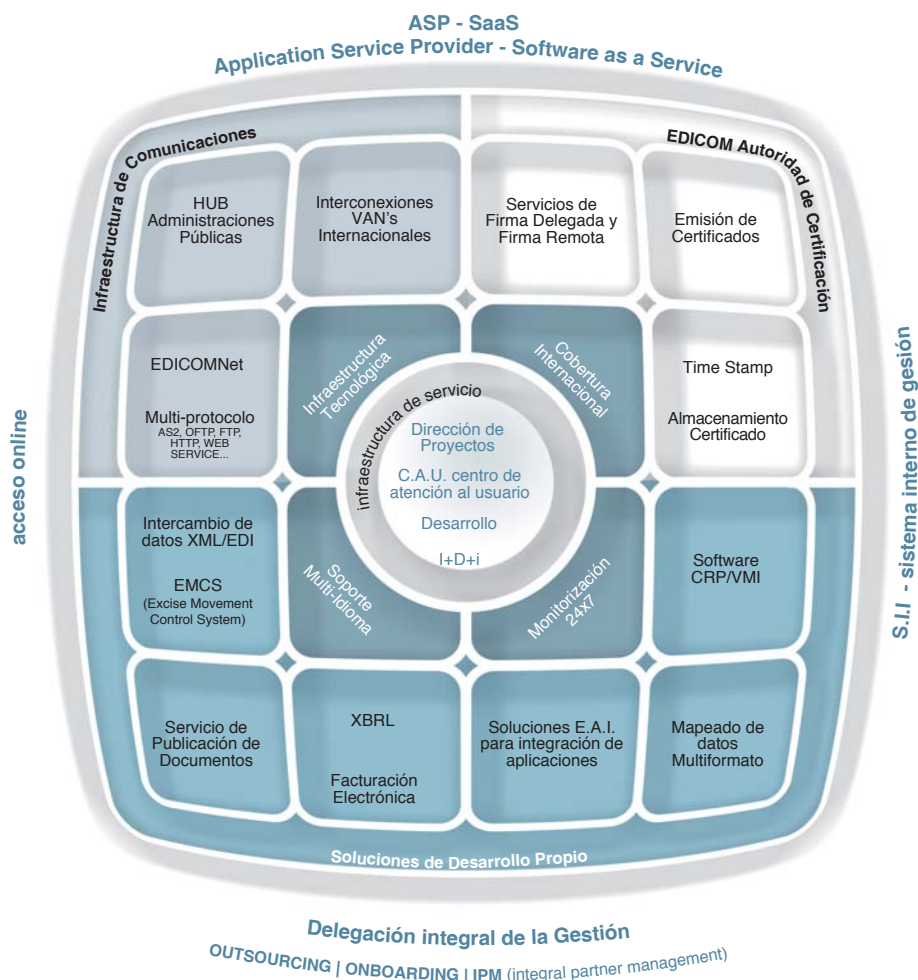 ASP - SaaS
Application Service Provider - Software as a Service
Infraestructura de Comunicaciones
EDICOM Autoridad de Certificación
HUB
Administraciones
Públicas
Interconexiones
VAN's
Internacionales
Servicios de
Firma Delegada y
Firma Remota
Emisión de
Certificados
EDICOMNet
Multi-protocolo
AS2, OFTP, FTP,
HTTP, WEB
SERVICE...
Infraestructura
Tecnológica
Cobertura
Internacional
Time Stamp
Almacenamiento
Certificado
infraestructura de servicio
Dirección de
Proyectos
C.A.U. centro de
atención al usuario
Desarrollo
I+D+i
acceso online
S.I.I - sistema interno de gesión
Intercambio de
datos XML/EDI
EMCS
(Excise Movement
Control System)
Soporte
Multi-Idioma
Monitorización
24x7
Software
CRP/VMI
Servicio de
Publicación de
Documentos
XBRL
Facturación
Electrónica
Soluciones E.A.I.
para integración de
aplicaciones
Mapeado de
datos
Multiformato
Soluciones de Desarrollo Propio
Delegación integral de la Gestión
OUTSOURCING | ONBOARDING | IPM (integral partner management)